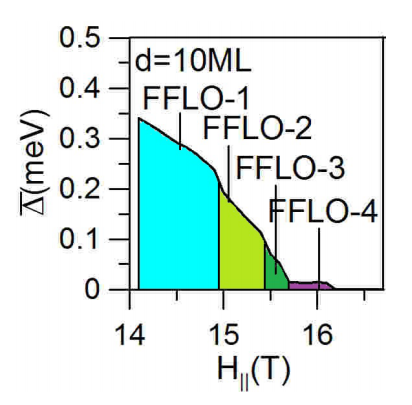 0.5
d=10ML
0.4
FFLO-1
FFLO-2
0.3
FFLO-3
0.2
FFLO-4
0.1
0
Δ̅(meV)
14 15 16
H||(T)